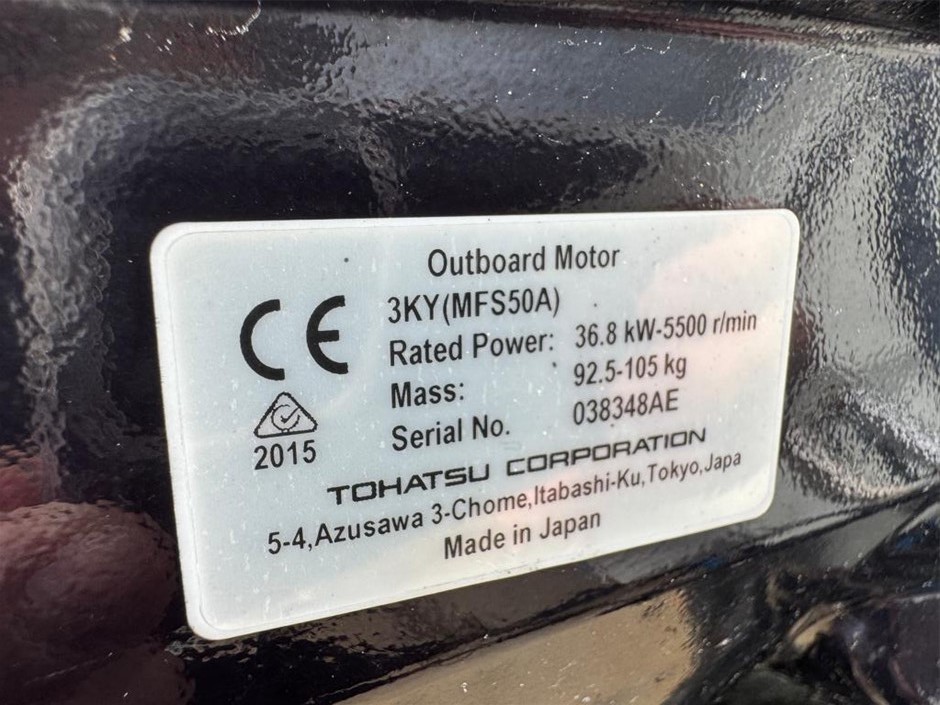 Outboard Motor
CE
3KY(MFS50A)
Rated Power: 36.8 kW-5500 r/min
Mass: 92.5-105 kg
Serial No. 038348AE
2015
TOHATSU CORPORATION
5-4,Azusawa 3-Chome,Itabashi-Ku,Tokyo,Japa
Made in Japan